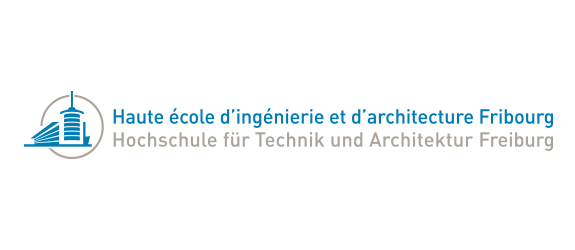 Haute école d'ingénierie et d'architecture Fribourg
Hochschule für Technik und Architektur Freiburg